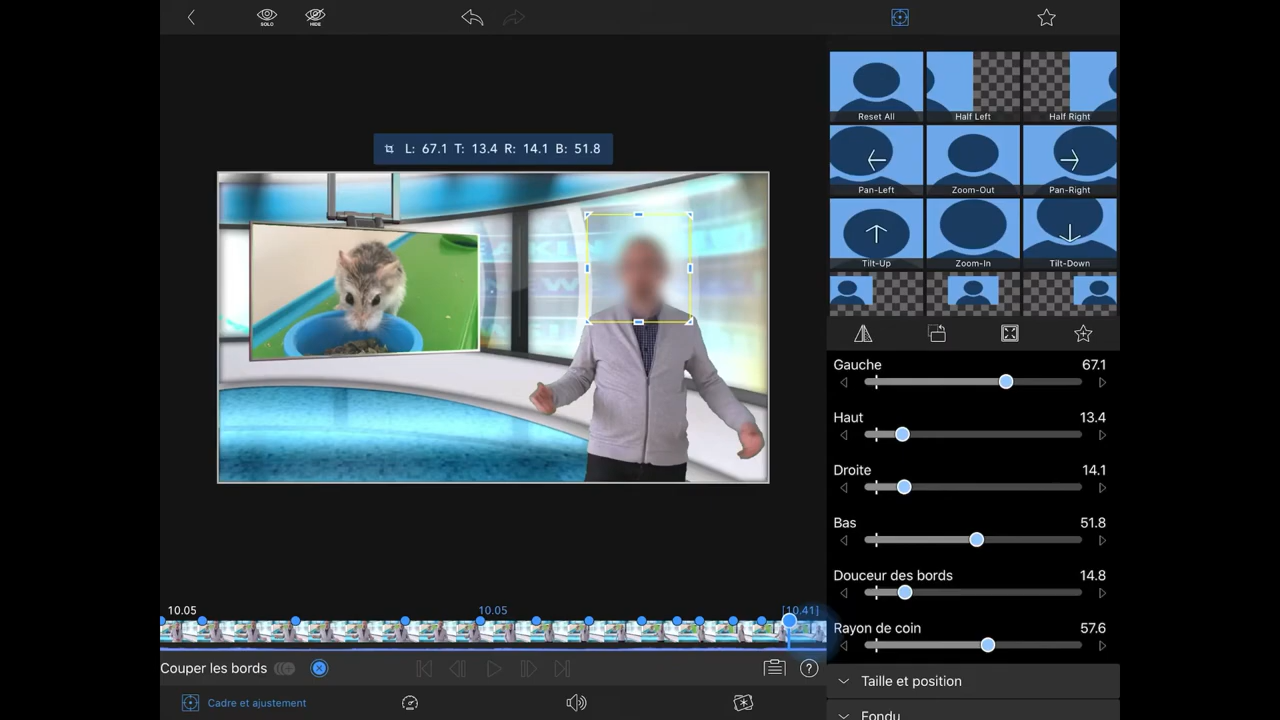 SOLO
HIDE
Reset All
Half Left
Half Right
L: 67.1 T: 13.4 R: 14.1 B: 51.8
Pan-Left
Zoom-Out
Pan-Right
Tilt-Up
Zoom-In
Tilt-Down
Gauche 67.1
Haut 13.4
Droite 14.1
Bas 51.8
Douceur des bords 14.8
Rayon de coin 57.6
10.05
10.05
[10.41]
Couper les bords
?
Taille et position
Cadre et ajustement
Fondu